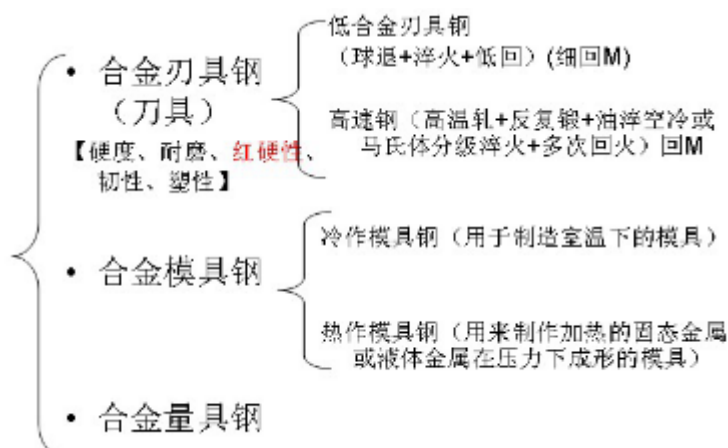 • 合金刃具钢
（刀具）
【硬度、耐磨、红硬性、
韧性、塑性】
低合金刃具钢
（球退+淬火+低回）(细回M)
高速钢（高温轧+反复锻+油淬空冷或
马氏体分级淬火+多次回火）回M
• 合金模具钢
冷作模具钢（用于制造室温下的模具）
热作模具钢（用来制作加热的固态金属
或液体金属在压力下成形的模具）
• 合金量具钢